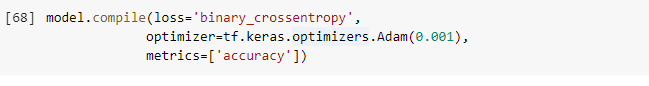 [68] model.compile(loss='binary_crossentropy',
optimizer=tf.keras.optimizers.Adam(0.001),
metrics=['accuracy'])